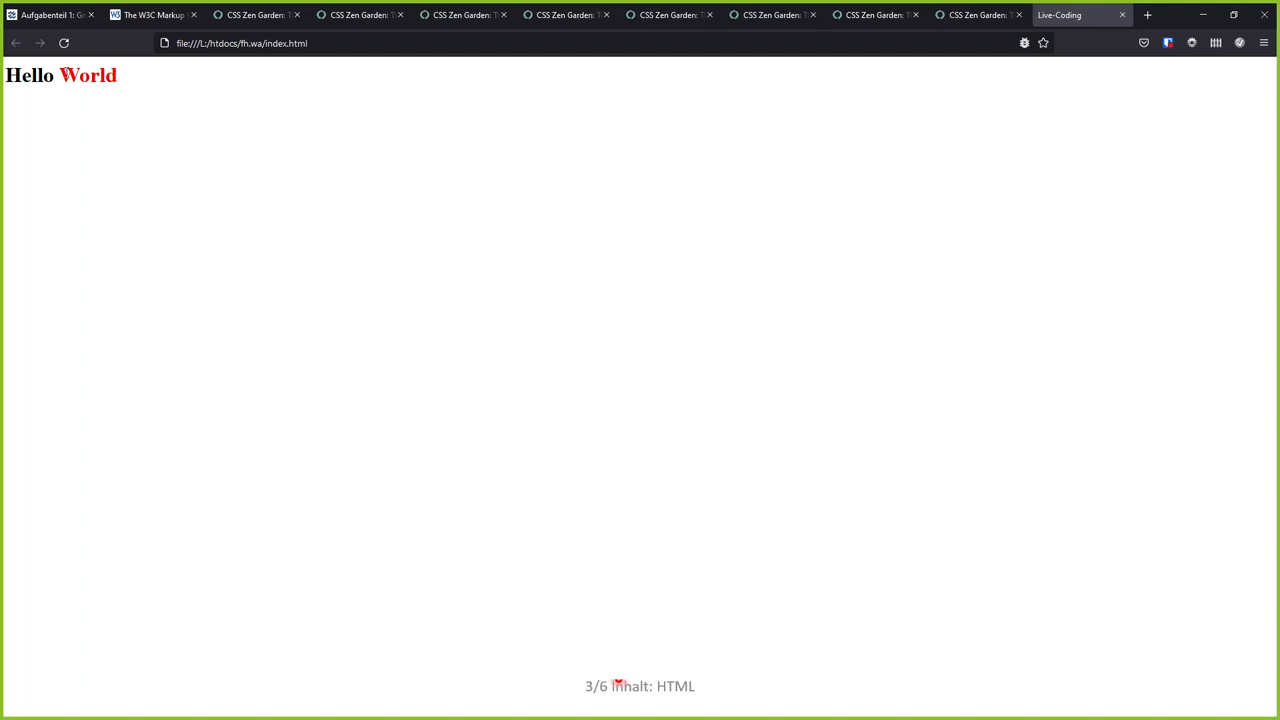 Aufgabenteil 1: Gr
The W3C Markup
CSS Zen Garden: T
CSS Zen Garden: T
CSS Zen Garden: T
CSS Zen Garden: T
CSS Zen Garden: T
CSS Zen Garden: T
CSS Zen Garden: T
CSS Zen Garden: T
Live-Coding
file:///L:/htdocs/fh.wa/index.html
Hello World
3/6 Inhalt: HTML